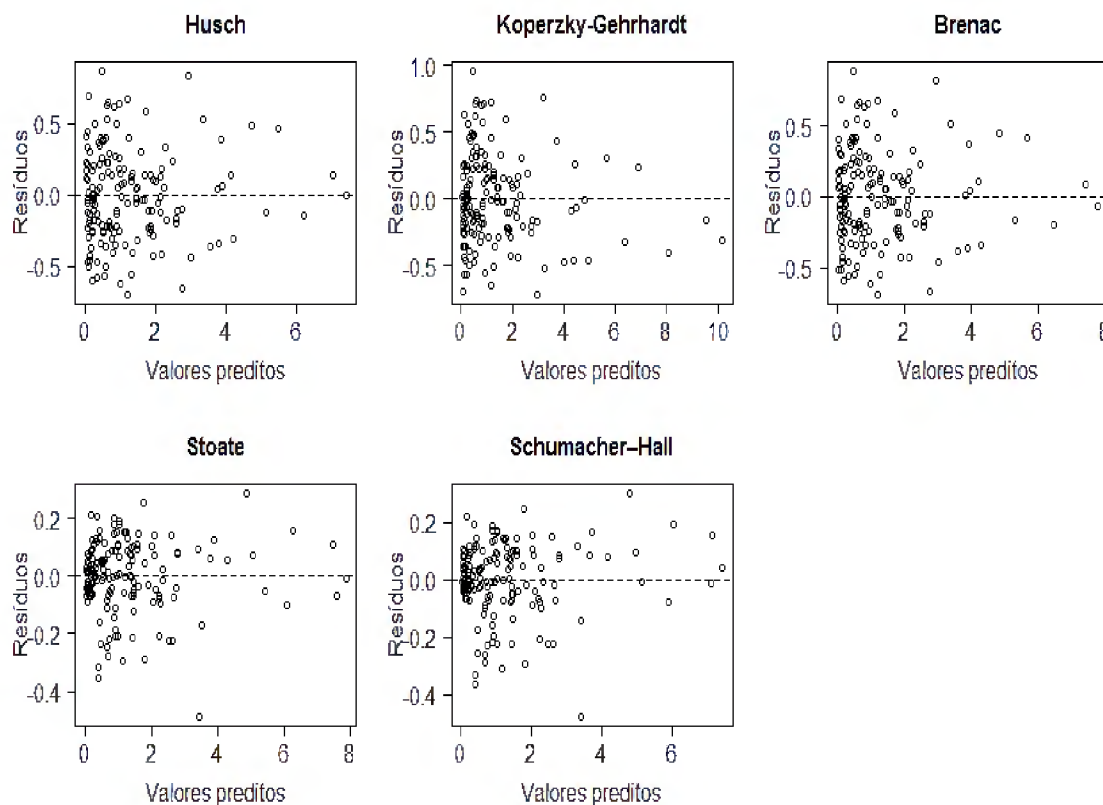 Husch
Koperzky-Gehrhardt
Brenac
Resíduos
0.5
0.0
-0.5
0 2 4 6
Valores preditos
Resíduos
1.0
0.5
0.0
-0.5
0 2 4 6 8 10
Valores preditos
Resíduos
0.5
0.0
-0.5
0 2 4 6 8
Valores preditos
Stoate
Schumacher–Hall
Resíduos
0.2
0.0
-0.2
-0.4
0 2 4 6 8
Valores preditos
Resíduos
0.2
0.0
-0.2
-0.4
0 2 4 6
Valores preditos